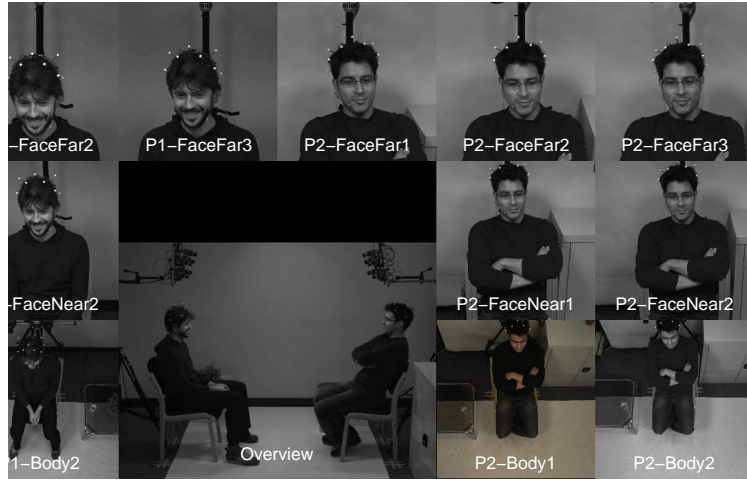 –FaceFar2
P1–FaceFar3
P2–FaceFar1
P2–FaceFar2
P2–FaceFar3
–FaceNear2
P2–FaceNear1
P2–FaceNear2
1–Body2
Overview
P2–Body1
P2–Body2